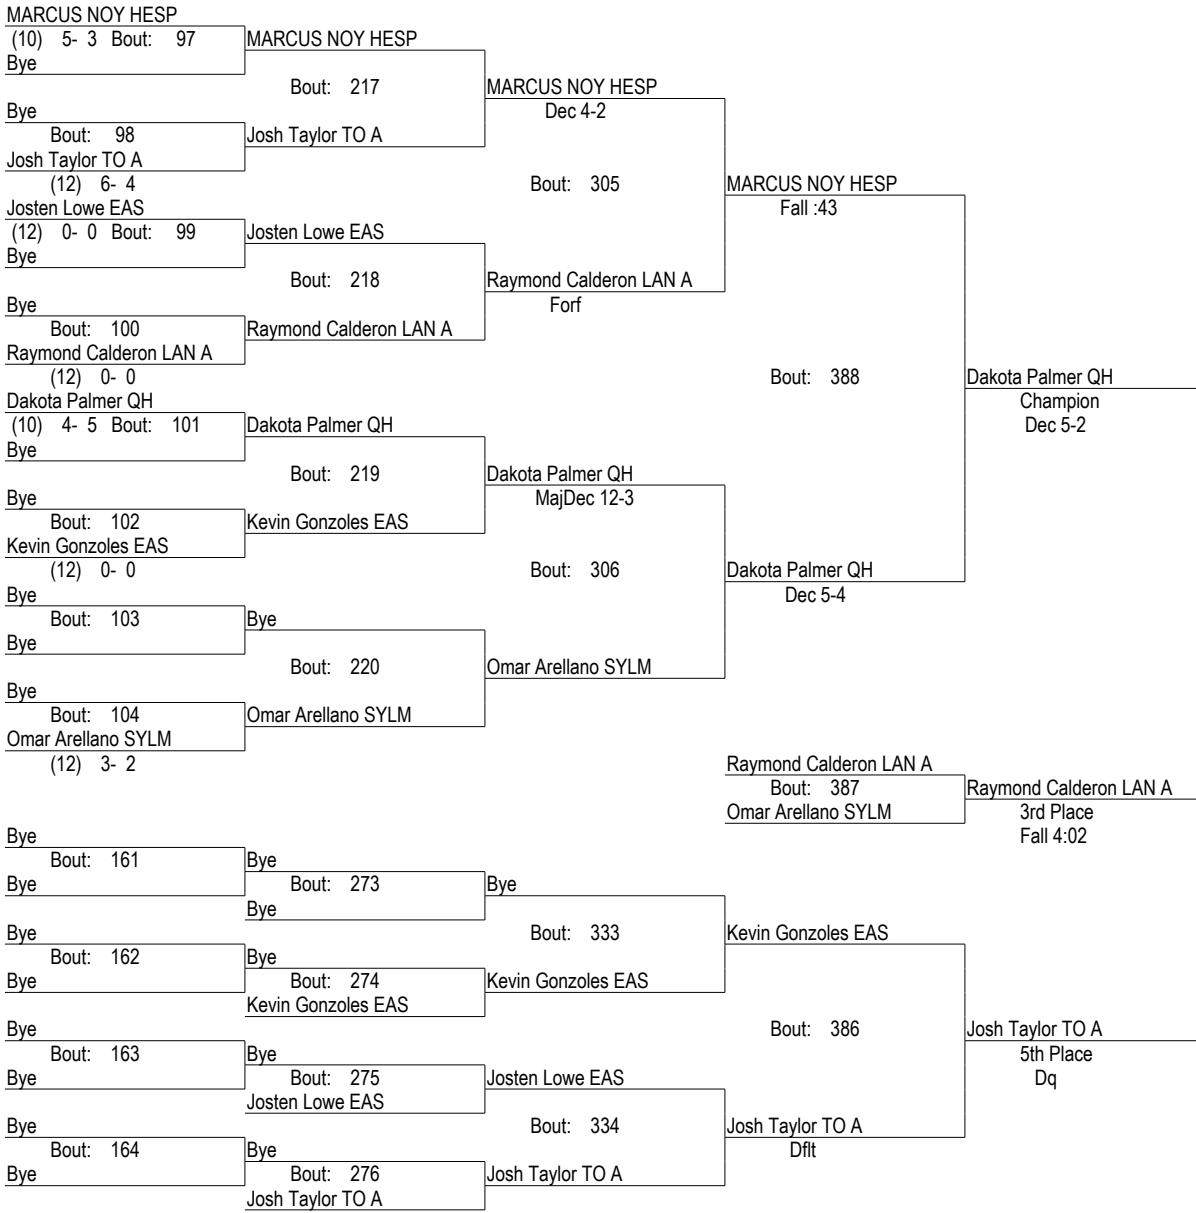 MARCUS NOY HESP
(10) 5- 3 Bout: 97 MARCUS NOY HESP
Bye
Bout: 217 MARCUS NOY HESP
Bye Dec 4-2
Bout: 98 Josh Taylor TO A
Josh Taylor TO A
(12) 6- 4 Bout: 305 MARCUS NOY HESP
Josten Lowe EAS Fall :43
(12) 0- 0 Bout: 99 Josten Lowe EAS
Bye
Bout: 218 Raymond Calderon LAN A
Bye Forf
Bout: 100 Raymond Calderon LAN A
Raymond Calderon LAN A
(12) 0- 0 Bout: 388 Dakota Palmer QH
Dakota Palmer QH Champion
(10) 4- 5 Bout: 101 Dakota Palmer QH Dec 5-2
Bye
Bout: 219 Dakota Palmer QH
Bye MajDec 12-3
Bout: 102 Kevin Gonzoles EAS
Kevin Gonzoles EAS
(12) 0- 0 Bout: 306 Dakota Palmer QH
Bye Dec 5-4
Bout: 103 Bye
Bye
Bout: 220 Omar Arellano SYLM
Bye
Bout: 104 Omar Arellano SYLM
Omar Arellano SYLM
(12) 3- 2 Raymond Calderon LAN A
Bout: 387 Raymond Calderon LAN A
Omar Arellano SYLM 3rd Place
Bye Fall 4:02
Bout: 161 Bye
Bye Bout: 273 Bye
Bye
Bye Bout: 333 Kevin Gonzoles EAS
Bout: 162 Bye
Bye Bout: 274 Kevin Gonzoles EAS
Kevin Gonzoles EAS
Bye Bout: 386 Josh Taylor TO A
Bout: 163 Bye 5th Place
Bye Bout: 275 Josten Lowe EAS Dq
Josten Lowe EAS
Bye Bout: 334 Josh Taylor TO A
Bout: 164 Bye Dflt
Bye Bout: 276 Josh Taylor TO A
Josh Taylor TO A